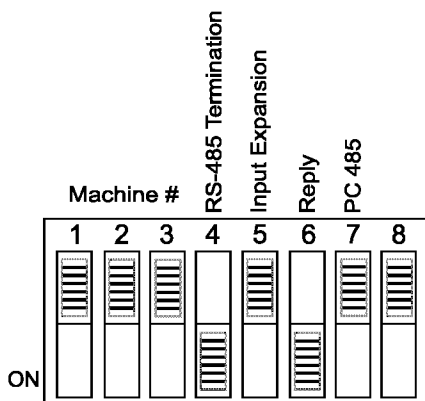 Machine #
RS-485 Termination
Input Expansion
Reply
PC 485
1 2 3 4 5 6 7 8
ON